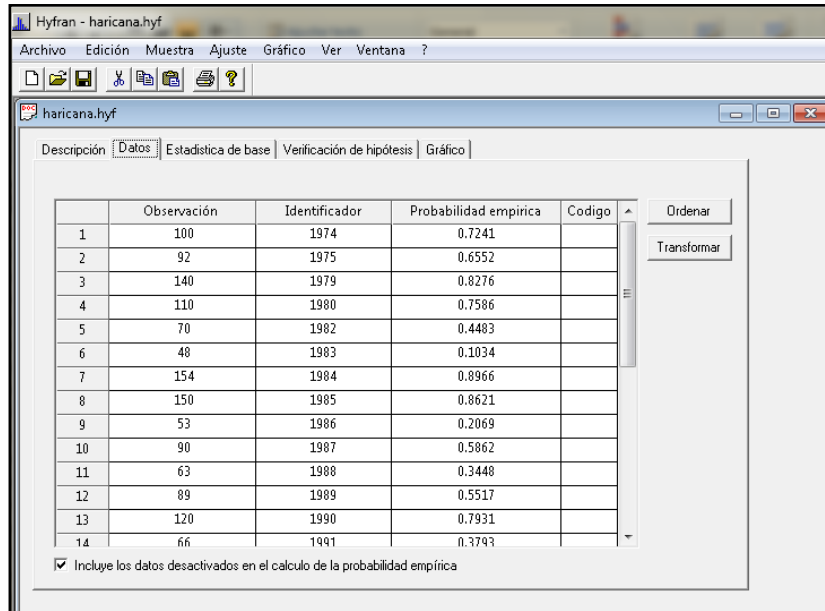 Hyfran - haricana.hyf
Archivo Edición Muestra Ajuste Gráfico Ver Ventana ?
haricana.hyf
Descripción Datos Estadistica de base Verificación de hipótesis Gráfico
Observación Identificador Probabilidad empirica Codigo
Ordenar
Transformar
1 100 1974 0.7241
2 92 1975 0.6552
3 140 1979 0.8276
4 110 1980 0.7586
5 70 1982 0.4483
6 48 1983 0.1034
7 154 1984 0.8966
8 150 1985 0.8621
9 53 1986 0.2069
10 90 1987 0.5862
11 63 1988 0.3448
12 89 1989 0.5517
13 120 1990 0.7931
14 66 1991 0.3793
Incluye los datos desactivados en el calculo de la probabilidad empírica